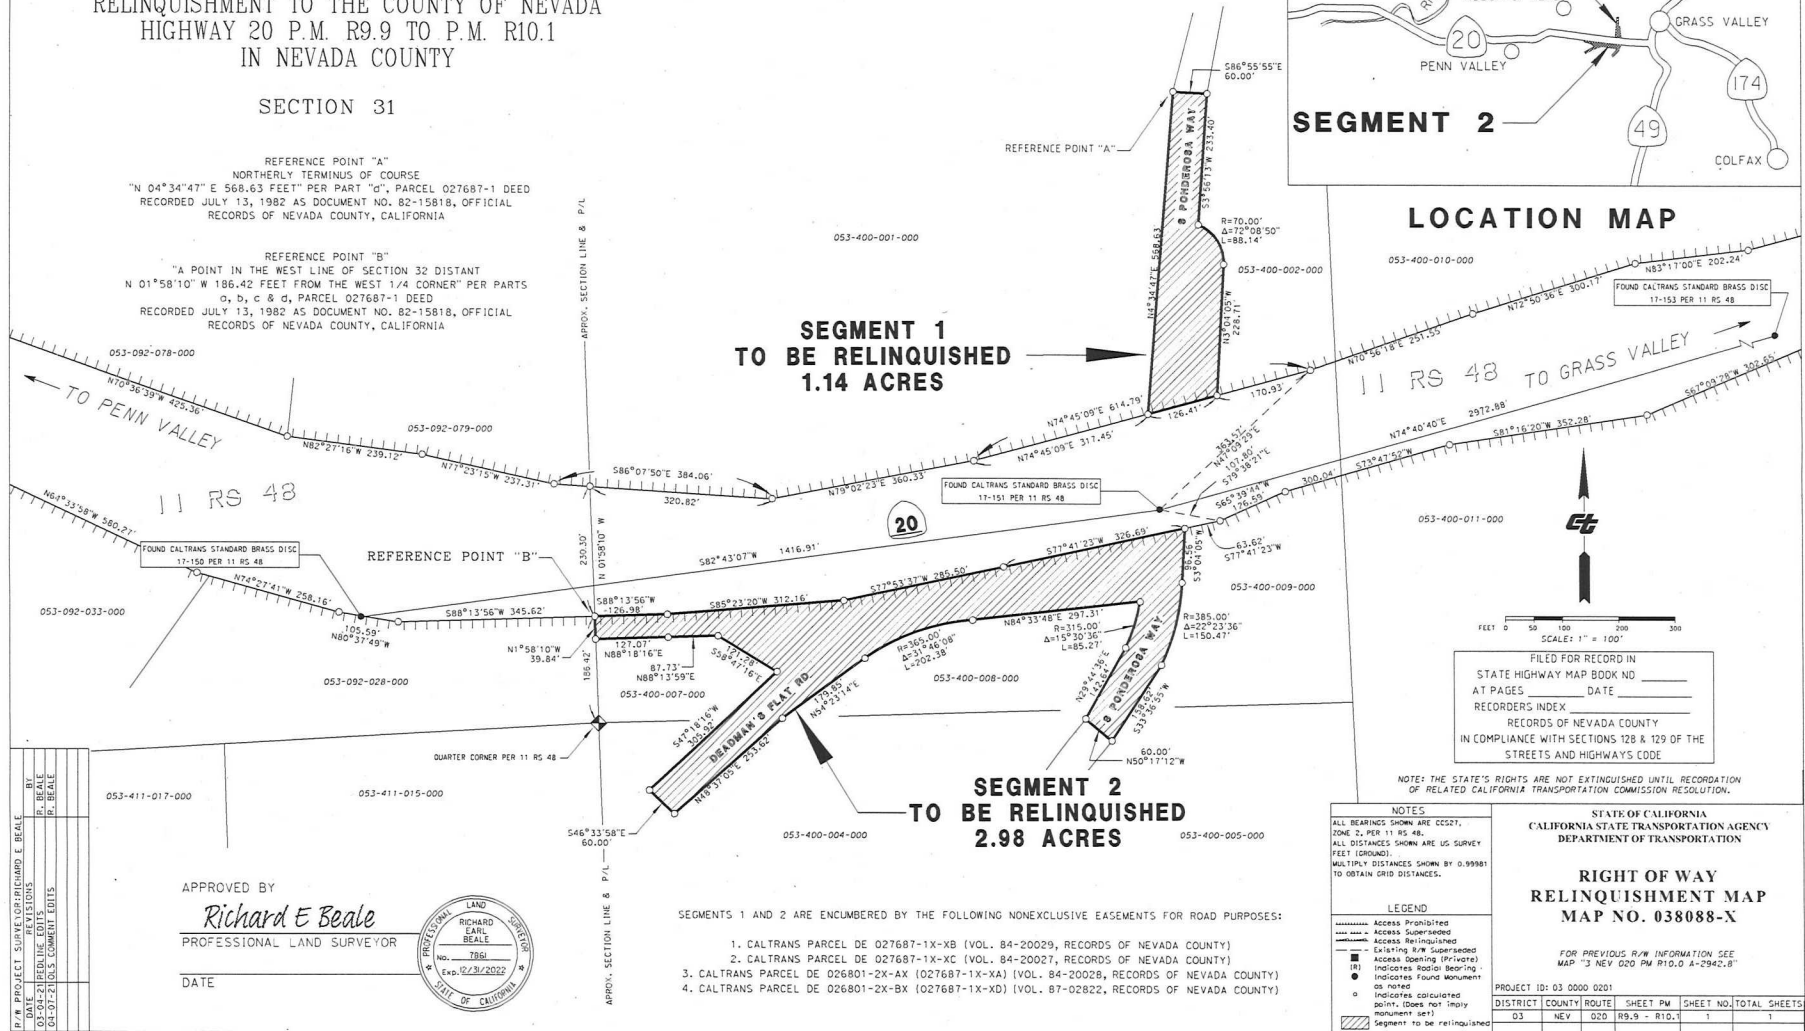 RELINQUISHMENT TO THE COUNTY OF NEVADA
HIGHWAY 20 P.M. R9.9 TO P.M. R10.1
IN NEVADA COUNTY
SECTION 31
REFERENCE POINT "A"
NORTHERLY TERMINUS OF COURSE
"N 04°34'47" E 568.63 FEET" PER PART "d", PARCEL 027687-1 DEED
RECORDED JULY 13, 1982 AS DOCUMENT NO. 82-15818, OFFICIAL
RECORDS OF NEVADA COUNTY, CALIFORNIA
REFERENCE POINT "B"
"A POINT IN THE WEST LINE OF SECTION 32 DISTANT
N 01°58'10" W 186.42 FEET FROM THE WEST 1/4 CORNER" PER PARTS
a, b, c & d, PARCEL 027687-1 DEED
RECORDED JULY 13, 1982 AS DOCUMENT NO. 82-15818, OFFICIAL
RECORDS OF NEVADA COUNTY, CALIFORNIA
GRASS VALLEY
20
PENN VALLEY
174
SEGMENT 2
49
COLFAX
LOCATION MAP
S86°55'55"E
60.00'
REFERENCE POINT "A"
S PONDEROSA WAY
S3°56'13"W 233.40'
R=70.00'
Δ=72°08'50"
L=88.14'
N4°34'47"E 568.63'
N3°04'05"W
228.71'
APPROX. SECTION LINE & P/L
053-400-001-000
053-400-002-000
053-400-010-000
N83°17'00"E 202.24'
FOUND CALTRANS STANDARD BRASS DISC
17-153 PER 11 RS 48
N72°50'36"E 300.17'
N70°56'18"E 251.55'
SEGMENT 1
TO BE RELINQUISHED
1.14 ACRES
11 RS 48
TO GRASS VALLEY
S67°09'28"W 302.65'
053-092-078-000
N70°36'39"W 425.36'
TO PENN VALLEY
N82°27'16"W 239.12'
053-092-079-000
N77°23'15"W 237.31'
S86°07'50"E 384.06'
320.82'
N79°02'23"E 360.33'
N74°45'09"E 614.79'
N74°45'09"E 317.45'
126.41'
170.93'
N74°40'40"E 2972.88'
S81°16'20"W 352.28'
S73°47'52"W
300.04'
363.57'
N47°09'29"E
107.80'
S79°38'21"E
S65°39'44"W
126.59'
FOUND CALTRANS STANDARD BRASS DISC
17-151 PER 11 RS 48
053-400-011-000
11 RS 48
N64°33'58"W 580.27'
FOUND CALTRANS STANDARD BRASS DISC
17-150 PER 11 RS 48
REFERENCE POINT "B"
230.30'
N 01°58'10" W
20
S82°43'07"W 1416.91'
S77°41'23"W 326.69'
S77°53'37"W 285.50'
63.62'
S77°41'23"W
96.56'
S3°04'05"W
053-400-009-000
N74°27'41"W 258.16'
053-092-033-000
105.59'
N80°37'49"W
S88°13'56"W 345.62'
S88°13'56"W
126.98'
S85°23'20"W 312.16'
N1°58'10"W
39.84'
127.07'
N88°18'16"E
87.73'
N88°13'59"E
121.28'
S58°47'16"E
R=365.00'
Δ=31°46'08"
L=202.38'
N84°33'48"E 297.31'
R=315.00'
Δ=15°30'36"
L=85.27'
R=385.00'
Δ=22°23'36"
L=150.47'
186.42'
053-092-028-000
053-400-007-000
053-400-008-000
S47°18'16"W
305.92'
DEADMAN'S FLAT RD
179.85'
N54°23'14"E
N48°37'05"E 253.62'
N29°44'36"E
142.64'
S PONDEROSA WAY
158.62'
S33°36'55"W
60.00'
N50°17'12"W
QUARTER CORNER PER 11 RS 48
053-411-017-000
053-411-015-000
S46°33'58"E
60.00'
SEGMENT 2
TO BE RELINQUISHED
2.98 ACRES
053-400-004-000
053-400-005-000
FEET 0 50 100 200 300
SCALE: 1" = 100'
FILED FOR RECORD IN
STATE HIGHWAY MAP BOOK NO
AT PAGES DATE
RECORDERS INDEX
RECORDS OF NEVADA COUNTY
IN COMPLIANCE WITH SECTIONS 128 & 129 OF THE
STREETS AND HIGHWAYS CODE
NOTE: THE STATE'S RIGHTS ARE NOT EXTINGUISHED UNTIL RECORDATION
OF RELATED CALIFORNIA TRANSPORTATION COMMISSION RESOLUTION.
APPROVED BY
Richard E Beale
PROFESSIONAL LAND SURVEYOR
DATE
PROFESSIONAL LAND SURVEYOR
RICHARD
EARL
BEALE
No. 7861
Exp. 12/31/2022
STATE OF CALIFORNIA
APPROX. SECTION LINE & P/L
SEGMENTS 1 AND 2 ARE ENCUMBERED BY THE FOLLOWING NONEXCLUSIVE EASEMENTS FOR ROAD PURPOSES:
1. CALTRANS PARCEL DE 027687-1X-XB (VOL. 84-20029, RECORDS OF NEVADA COUNTY)
2. CALTRANS PARCEL DE 027687-1X-XC (VOL. 84-20027, RECORDS OF NEVADA COUNTY)
3. CALTRANS PARCEL DE 026801-2X-AX (027687-1X-XA) (VOL. 84-20028, RECORDS OF NEVADA COUNTY)
4. CALTRANS PARCEL DE 026801-2X-BX (027687-1X-XD) (VOL. 87-02822, RECORDS OF NEVADA COUNTY)
NOTES
ALL BEARINGS SHOWN ARE CCS27,
ZONE 2, PER 11 RS 48.
ALL DISTANCES SHOWN ARE US SURVEY
FEET (GROUND).
MULTIPLY DISTANCES SHOWN BY 0.99981
TO OBTAIN GRID DISTANCES.
LEGEND
Access Prohibited
Access Superseded
Access Relinquished
Existing R/W Superseded
Access Opening (Private)
(R) Indicates Radial Bearing
Indicates Found Monument
as noted
Indicates calculated
point. (Does not imply
monument set)
Segment to be relinquished
STATE OF CALIFORNIA
CALIFORNIA STATE TRANSPORTATION AGENCY
DEPARTMENT OF TRANSPORTATION
RIGHT OF WAY
RELINQUISHMENT MAP
MAP NO. 038088-X
FOR PREVIOUS R/W INFORMATION SEE
MAP "3 NEV 020 PM R10.0 A-2942.8"
PROJECT ID: 03 0000 0201
DISTRICT COUNTY ROUTE SHEET PM SHEET NO. TOTAL SHEETS
03 NEV 020 R9.9 - R10.1 1 1
R/W PROJECT SURVEYOR: RICHARD E BEALE
DATE REVISIONS BY
03-04-21 REDLINE EDITS R. BEALE
04-07-21 OLS COMMENT EDITS R. BEALE